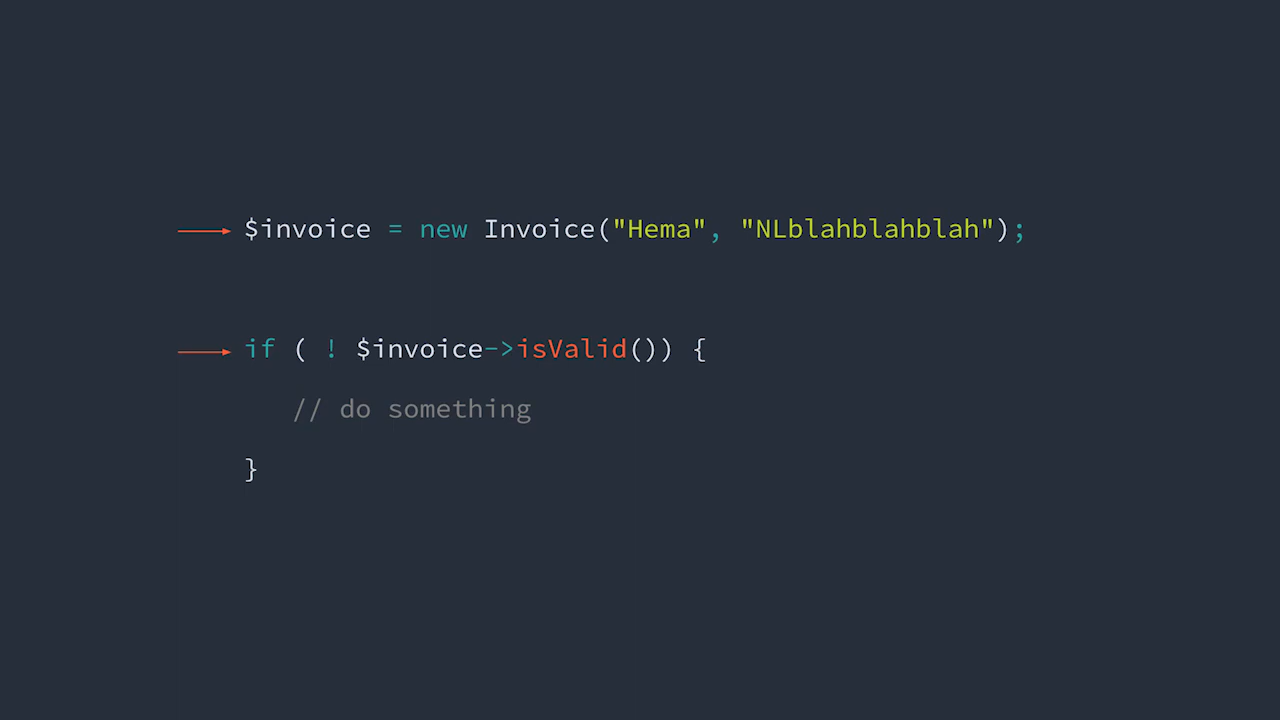 $invoice = new Invoice("Hema", "NLblahblahblah");
if ( ! $invoice->isValid()) {
// do something
}